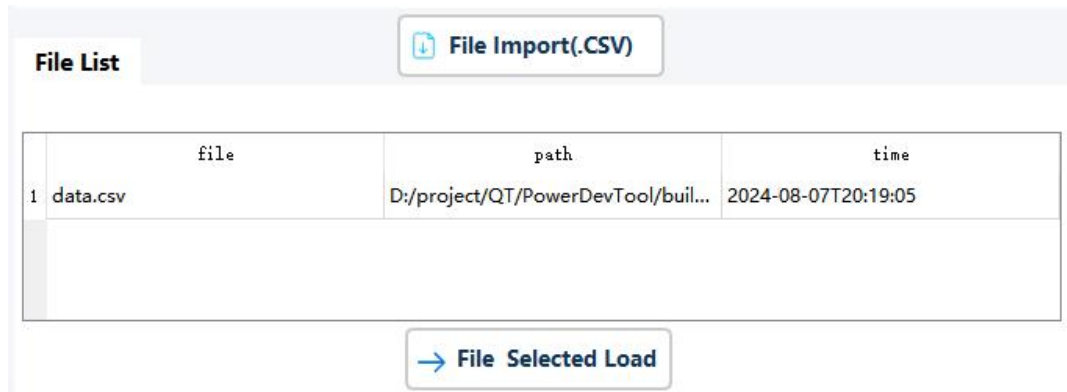 File Import(.CSV)
File List
file path time
1 data.csv D:/project/QT/PowerDevTool/buil... 2024-08-07T20:19:05
File Selected Load